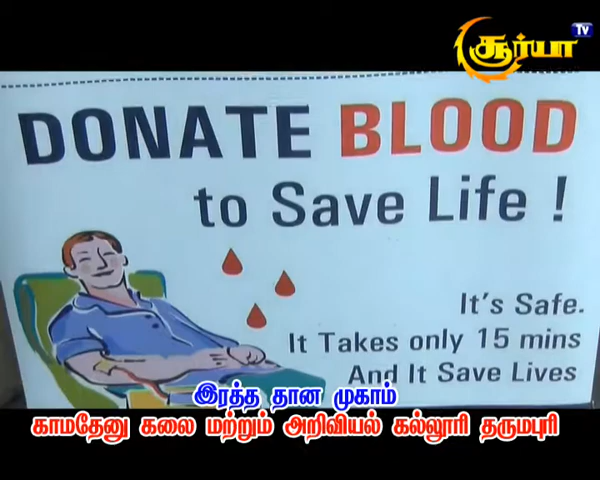 சூர்யா TV
DONATE BLOOD
to Save Life !
It's Safe.
It Takes only 15 mins
And It Save Lives
இரத்த தான முகாம்
காமதேனு கலை மற்றும் அறிவியல் கல்லூரி தருமபுரி